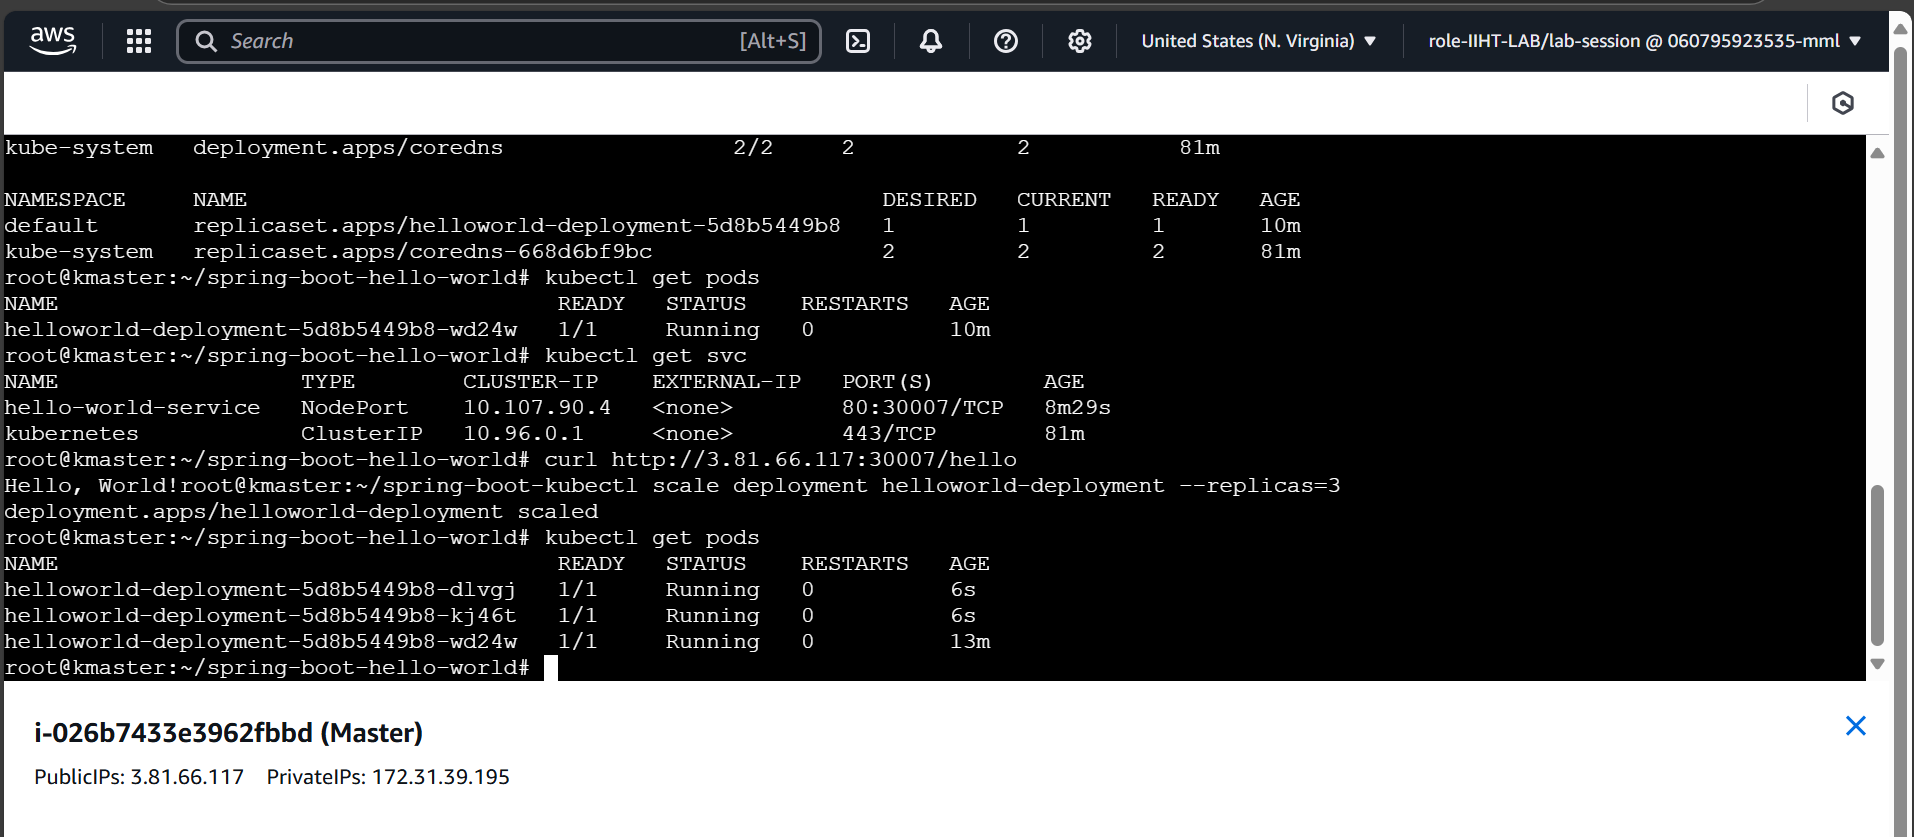 aws Search [Alt+S] United States (N. Virginia) ▼ role-IIHT-LAB/lab-session @ 060795923535-mml ▼
kube-system deployment.apps/coredns 2/2 2 2 81m
NAMESPACE NAME DESIRED CURRENT READY AGE
default replicaset.apps/helloworld-deployment-5d8b5449b8 1 1 1 10m
kube-system replicaset.apps/coredns-668d6bf9bc 2 2 2 81m
root@kmaster:~/spring-boot-hello-world# kubectl get pods
NAME READY STATUS RESTARTS AGE
helloworld-deployment-5d8b5449b8-wd24w 1/1 Running 0 10m
root@kmaster:~/spring-boot-hello-world# kubectl get svc
NAME TYPE CLUSTER-IP EXTERNAL-IP PORT(S) AGE
hello-world-service NodePort 10.107.90.4 <none> 80:30007/TCP 8m29s
kubernetes ClusterIP 10.96.0.1 <none> 443/TCP 81m
root@kmaster:~/spring-boot-hello-world# curl http://3.81.66.117:30007/hello
Hello, World!root@kmaster:~/spring-boot-kubectl scale deployment helloworld-deployment --replicas=3
deployment.apps/helloworld-deployment scaled
root@kmaster:~/spring-boot-hello-world# kubectl get pods
NAME READY STATUS RESTARTS AGE
helloworld-deployment-5d8b5449b8-dlvgj 1/1 Running 0 6s
helloworld-deployment-5d8b5449b8-kj46t 1/1 Running 0 6s
helloworld-deployment-5d8b5449b8-wd24w 1/1 Running 0 13m
root@kmaster:~/spring-boot-hello-world#
i-026b7433e3962fbbd (Master)
PublicIPs: 3.81.66.117 PrivateIPs: 172.31.39.195